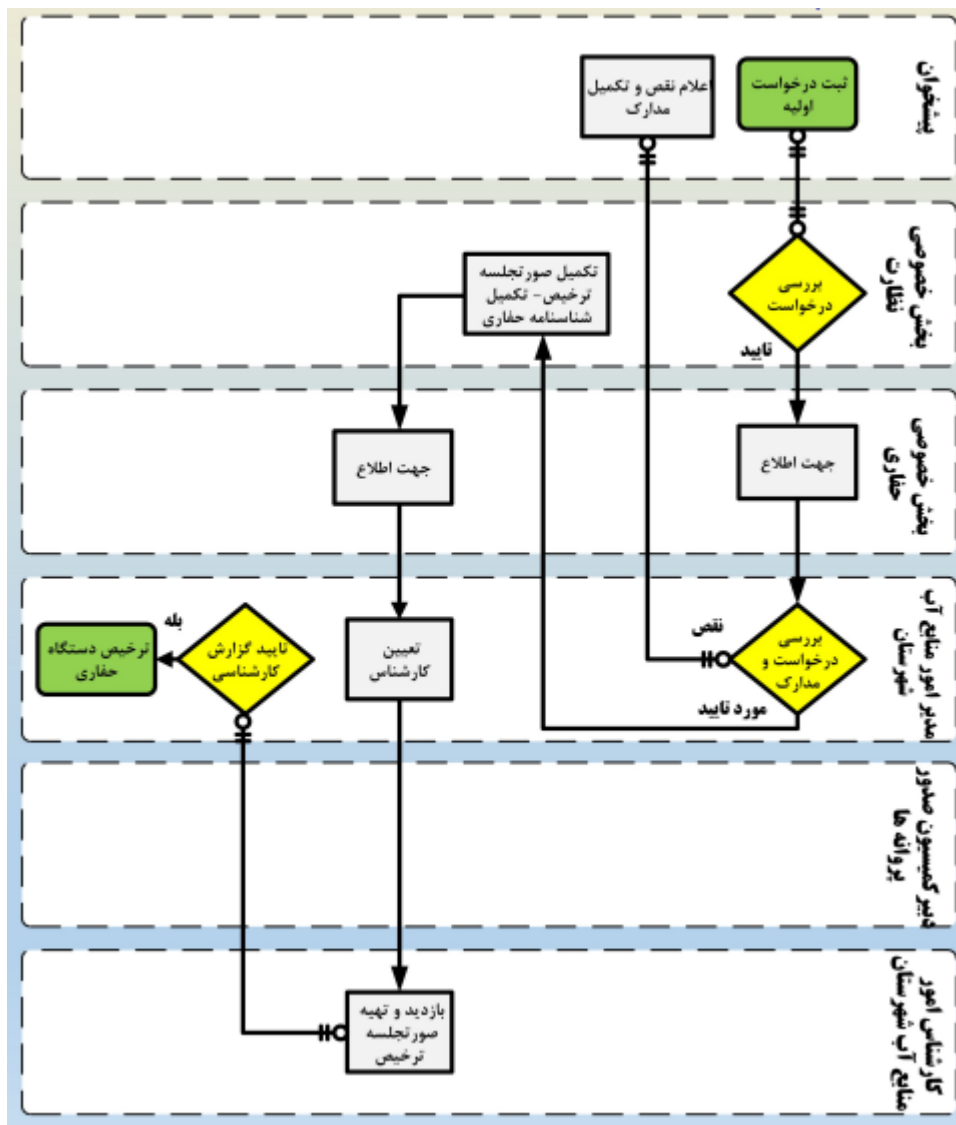 پیشخوان
ثبت درخواست
اولیه
اعلام نقص و تکمیل
مدارک
بخش خصوصی
نظارت
بررسی
درخواست
تایید
تکمیل صورتجلسه
ترخیص- تکمیل
شناسنامه حفاری
بخش خصوصی
حفاری
جهت اطلاع
جهت اطلاع
مدیر امور منابع آب
شهرستان
بررسی
درخواست و
مدارک
نقص
مورد تایید
تعیین
کارشناس
تایید گزارش
کارشناسی
بله
ترخیص دستگاه
حفاری
دبیر کمیسیون صدور
پروانه ها
کارشناس امور
منابع آب شهرستان
بازدید و تهیه
صورتجلسه
ترخیص